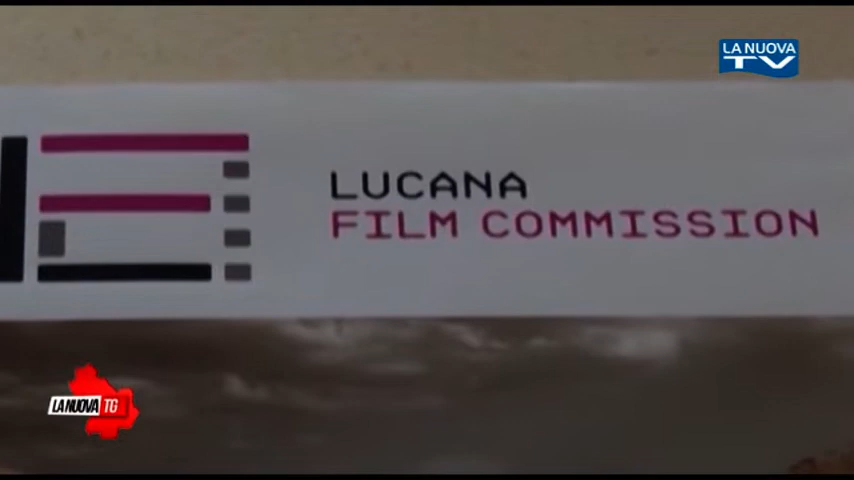 LA NUOVA
TV
LUCANA
FILM COMMISSION
LA NUOVA TG